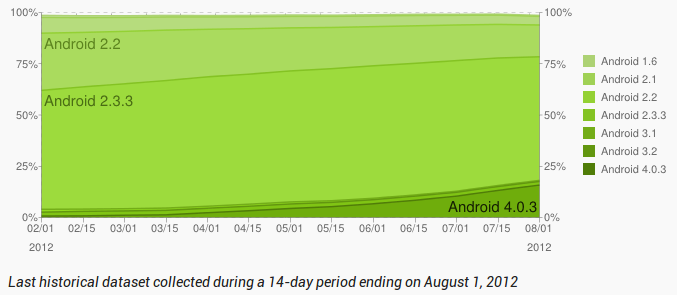 100%
75%
50%
25%
0%
Android 2.2
Android 2.3.3
Android 4.0.3
100%
75%
50%
25%
0%
02/01 02/15 03/01 03/15 04/01 04/15 05/01 05/15 06/01 06/15 07/01 07/15 08/01
2012 2012
Android 1.6
Android 2.1
Android 2.2
Android 2.3.3
Android 3.1
Android 3.2
Android 4.0.3
Last historical dataset collected during a 14-day period ending on August 1, 2012